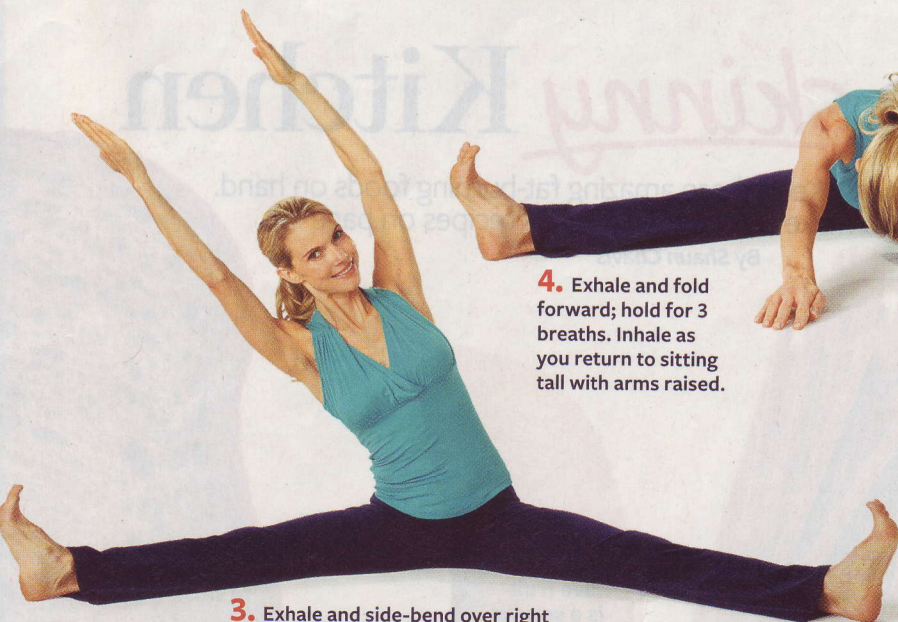 4. Exhale and fold
forward; hold for 3
breaths. Inhale as
you return to sitting
tall with arms raised.
3. Exhale and side-bend over right